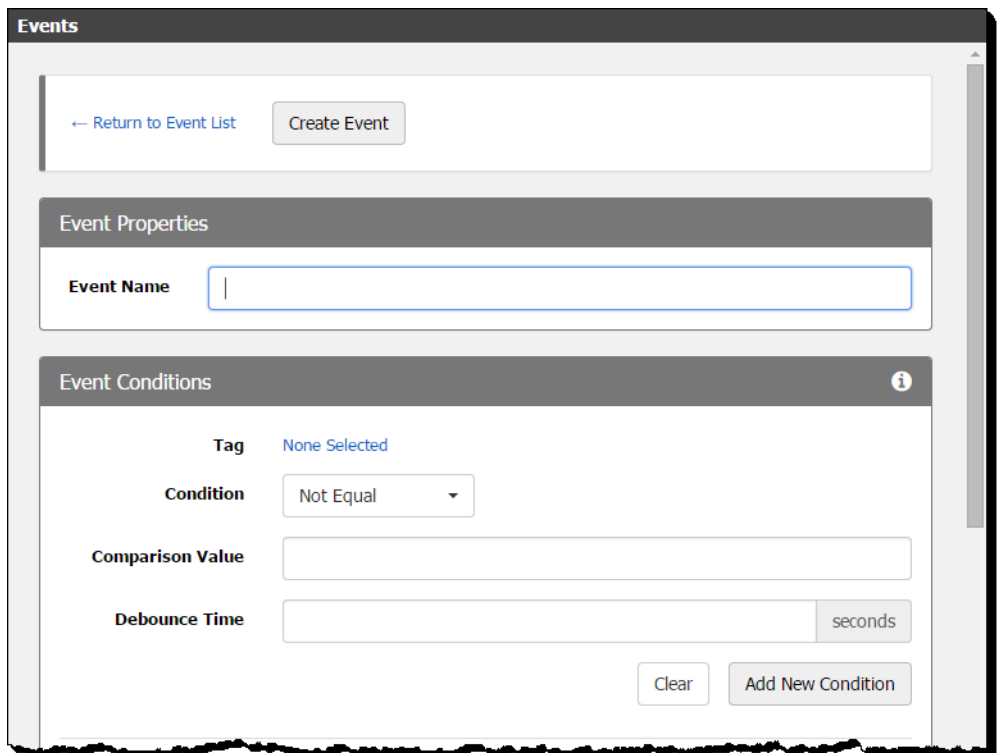 Events
← Return to Event List Create Event
Event Properties
Event Name
Event Conditions
Tag None Selected
Condition Not Equal
Comparison Value
Debounce Time seconds
Clear Add New Condition